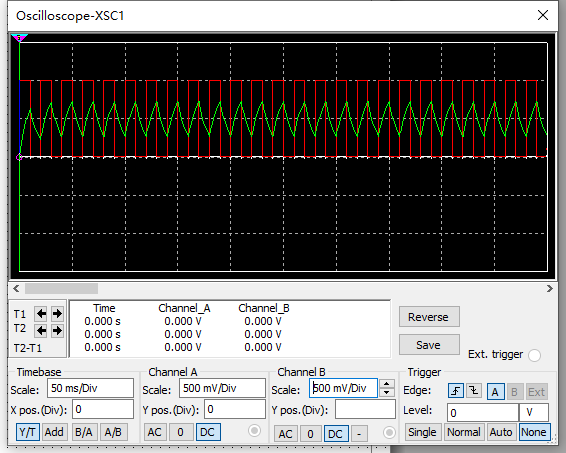 Oscilloscope-XSC1
Time Channel_A Channel_B
T1 0.000 s 0.000 V 0.000 V
T2 0.000 s 0.000 V 0.000 V
T2-T1 0.000 s 0.000 V 0.000 V
Reverse
Save
Ext. trigger
Timebase
Scale: 50 ms/Div
X pos.(Div): 0
Y/T Add B/A A/B
Channel A
Scale: 500 mV/Div
Y pos.(Div): 0
AC 0 DC
Channel B
Scale: 500 mV/Div
Y pos.(Div):
AC 0 DC -
Trigger
Edge: A B Ext
Level: 0 V
Single Normal Auto None